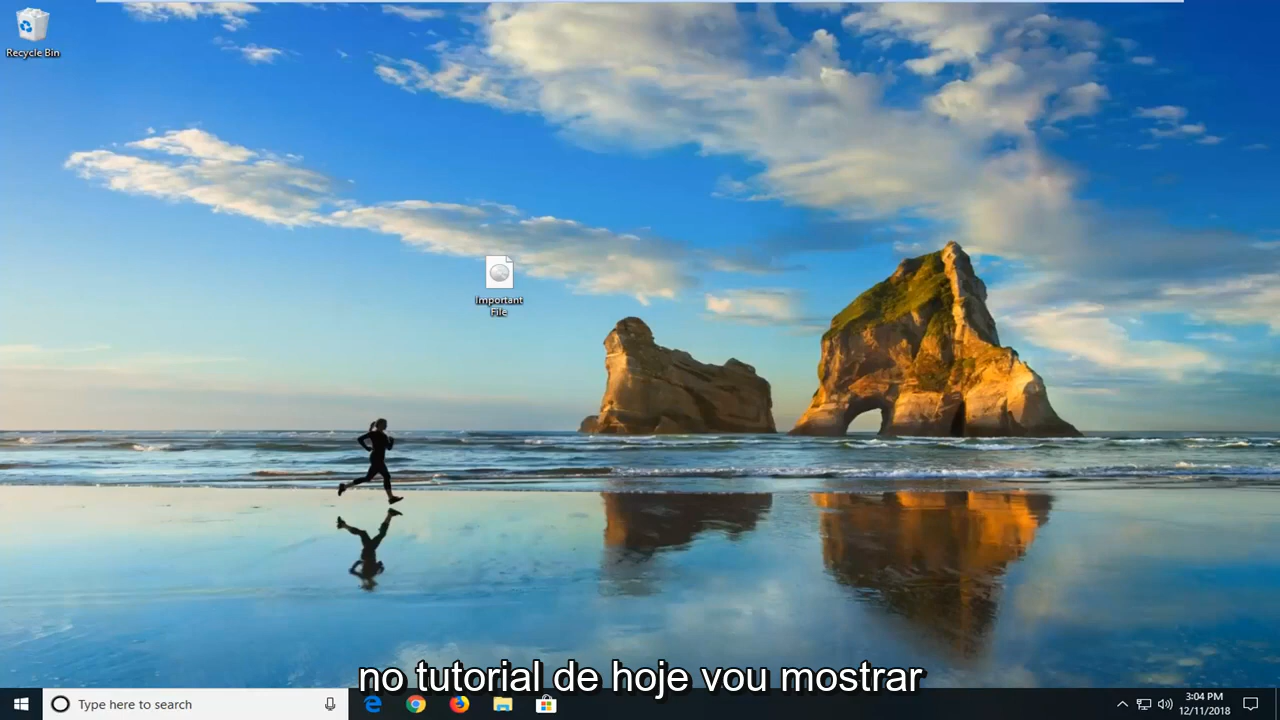 Recycle Bin
Important
File
no tutorial de hoje vou mostrar
Type here to search
3:04 PM
12/11/2018